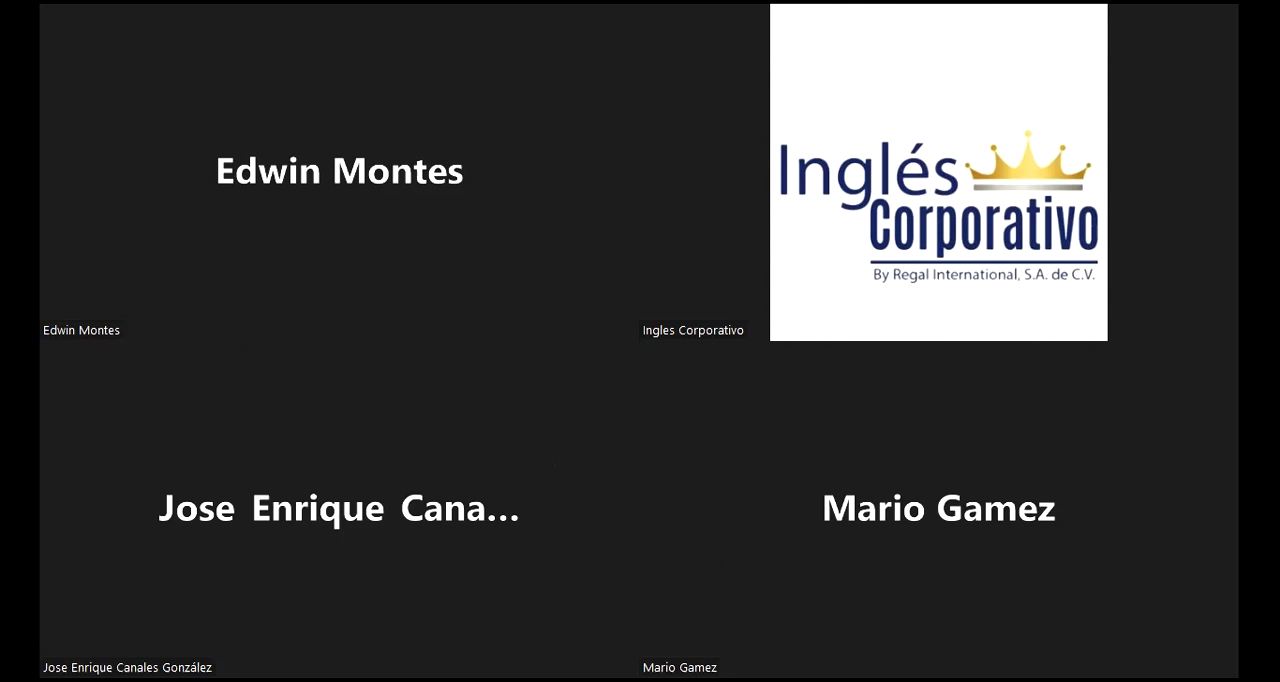 Edwin Montes
Edwin Montes
Inglés
Corporativo
By Regal International, S.A. de C.V.
Ingles Corporativo
Jose Enrique Cana...
Jose Enrique Canales González
Mario Gamez
Mario Gamez